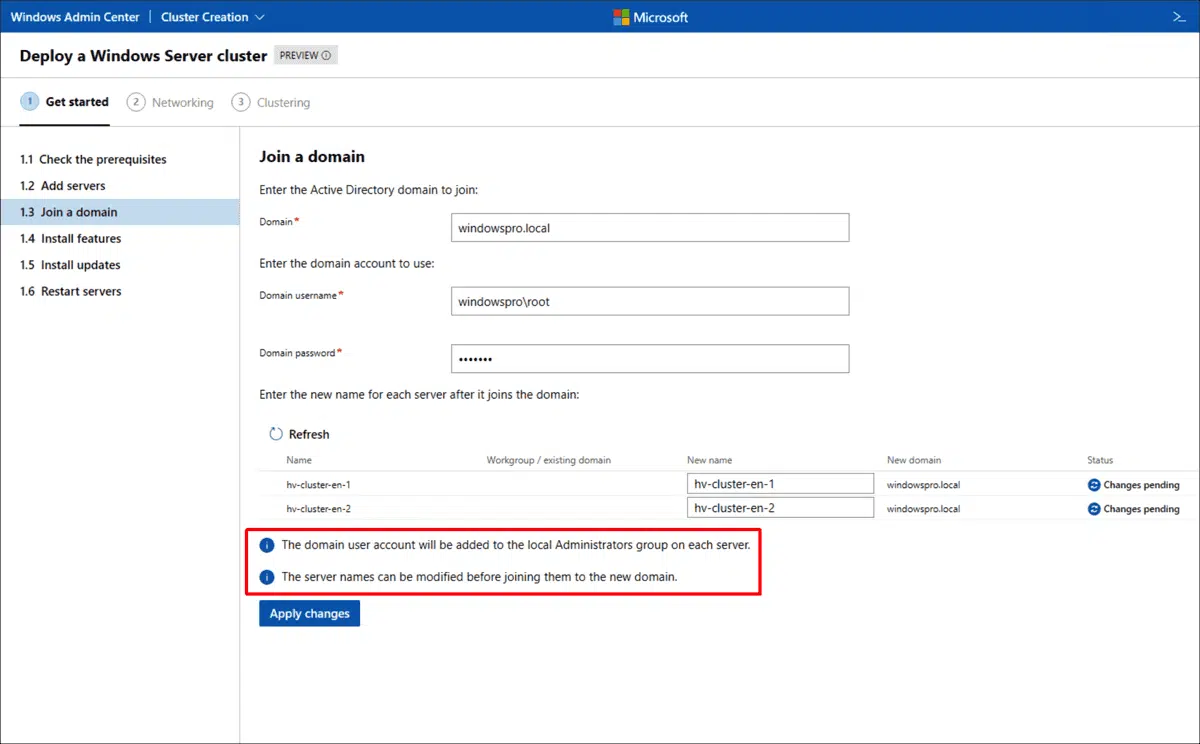 Windows Admin Center | Cluster Creation
Microsoft
Deploy a Windows Server cluster PREVIEW
1 Get started 2 Networking 3 Clustering
1.1 Check the prerequisites
1.2 Add servers
1.3 Join a domain
1.4 Install features
1.5 Install updates
1.6 Restart servers
Join a domain
Enter the Active Directory domain to join:
Domain* windowspro.local
Enter the domain account to use:
Domain username* windowspro\root
Domain password* •••••••
Enter the new name for each server after it joins the domain:
Refresh
Name Workgroup / existing domain New name New domain Status
hv-cluster-en-1 hv-cluster-en-1 windowspro.local Changes pending
hv-cluster-en-2 hv-cluster-en-2 windowspro.local Changes pending
The domain user account will be added to the local Administrators group on each server.
The server names can be modified before joining them to the new domain.
Apply changes